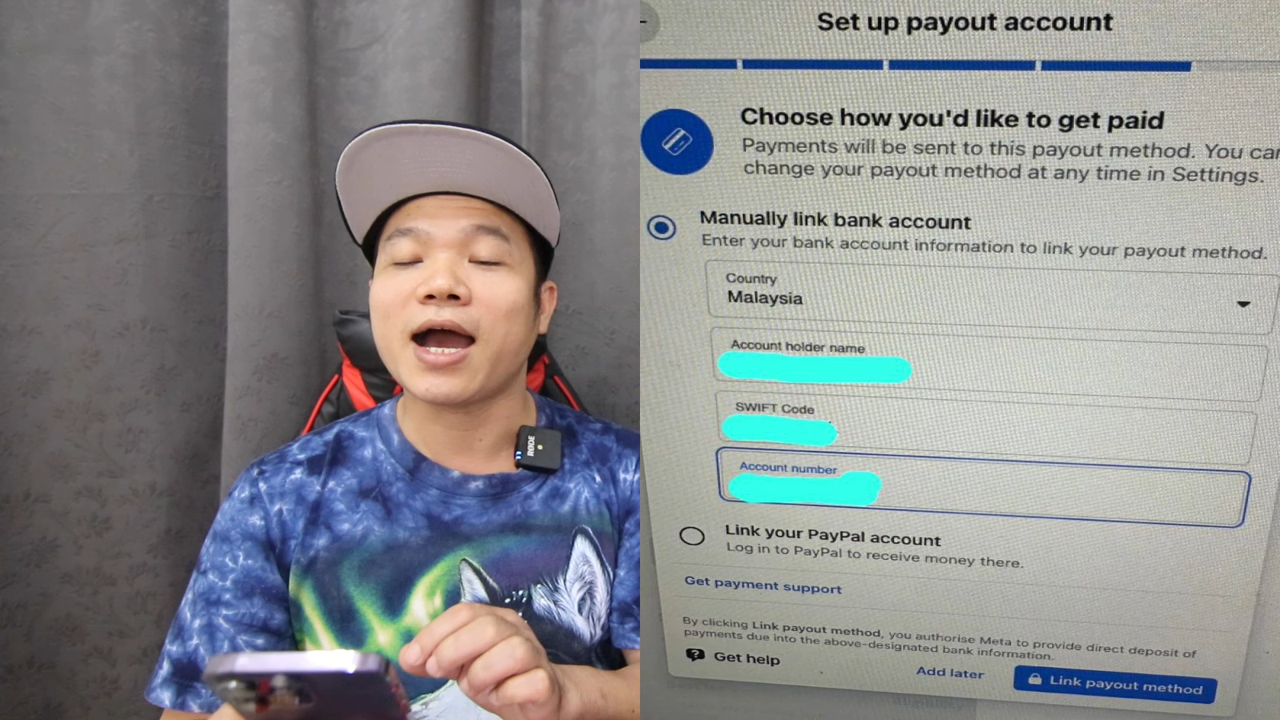 RODE
Set up payout account
Choose how you'd like to get paid
Payments will be sent to this payout method. You can
change your payout method at any time in Settings.
Manually link bank account
Enter your bank account information to link your payout method.
Country
Malaysia
Account holder name
SWIFT Code
Account number
Link your PayPal account
Log in to PayPal to receive money there.
Get payment support
By clicking Link payout method, you authorise Meta to provide direct deposit of
payments due into the above-designated bank information.
Get help
Add later
Link payout method